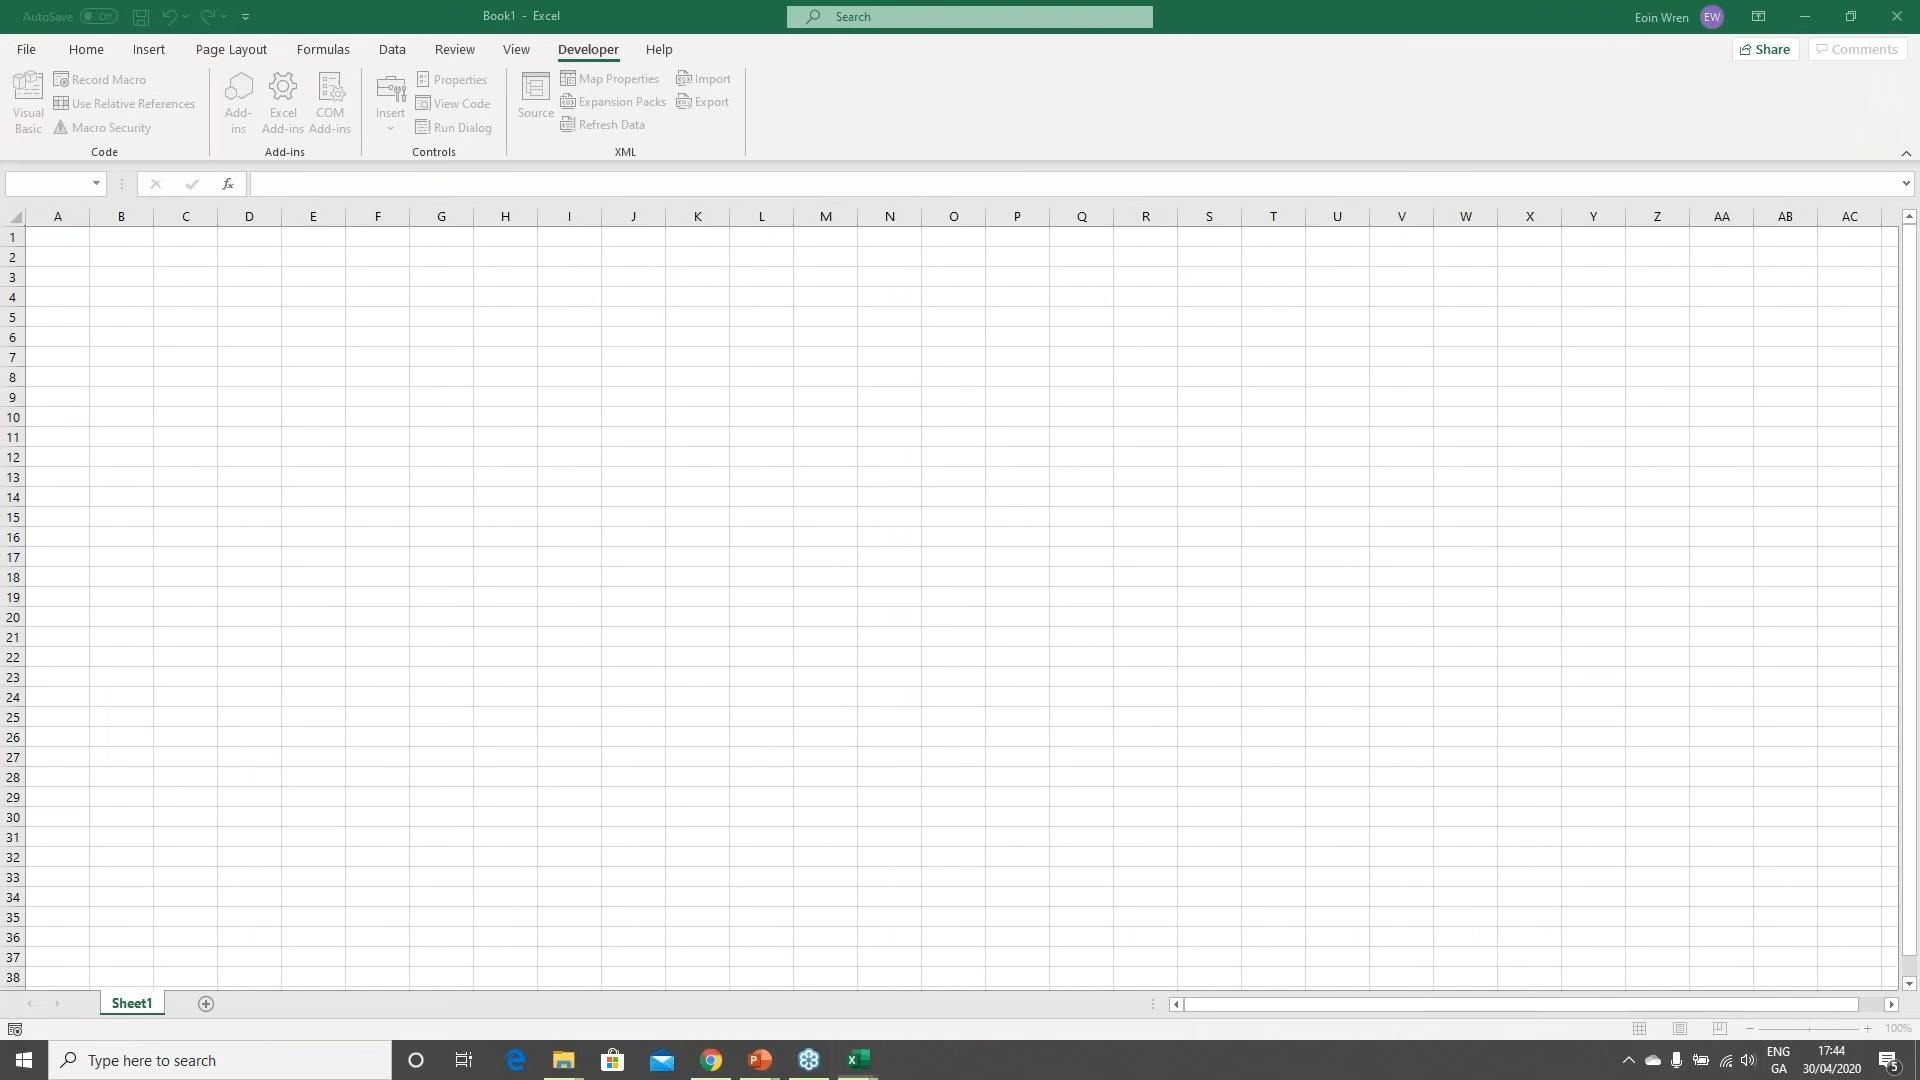 AutoSave Off Book1 - Excel Search Eoin Wren EW
File Home Insert Page Layout Formulas Data Review View Developer Help Share Comments
Visual Basic
Record Macro
Use Relative References
Macro Security
Code
Add-ins
Excel Add-ins
COM Add-ins
Add-ins
Insert
Properties
View Code
Run Dialog
Controls
Source
Map Properties
Expansion Packs
Refresh Data
Import
Export
XML
fx
A B C D E F G H I J K L M N O P Q R S T U V W X Y Z AA AB AC
1
2
3
4
5
6
7
8
9
10
11
12
13
14
15
16
17
18
19
20
21
22
23
24
25
26
27
28
29
30
31
32
33
34
35
36
37
38
Sheet1
100%
Type here to search
ENG
GA
17:44
30/04/2020
5